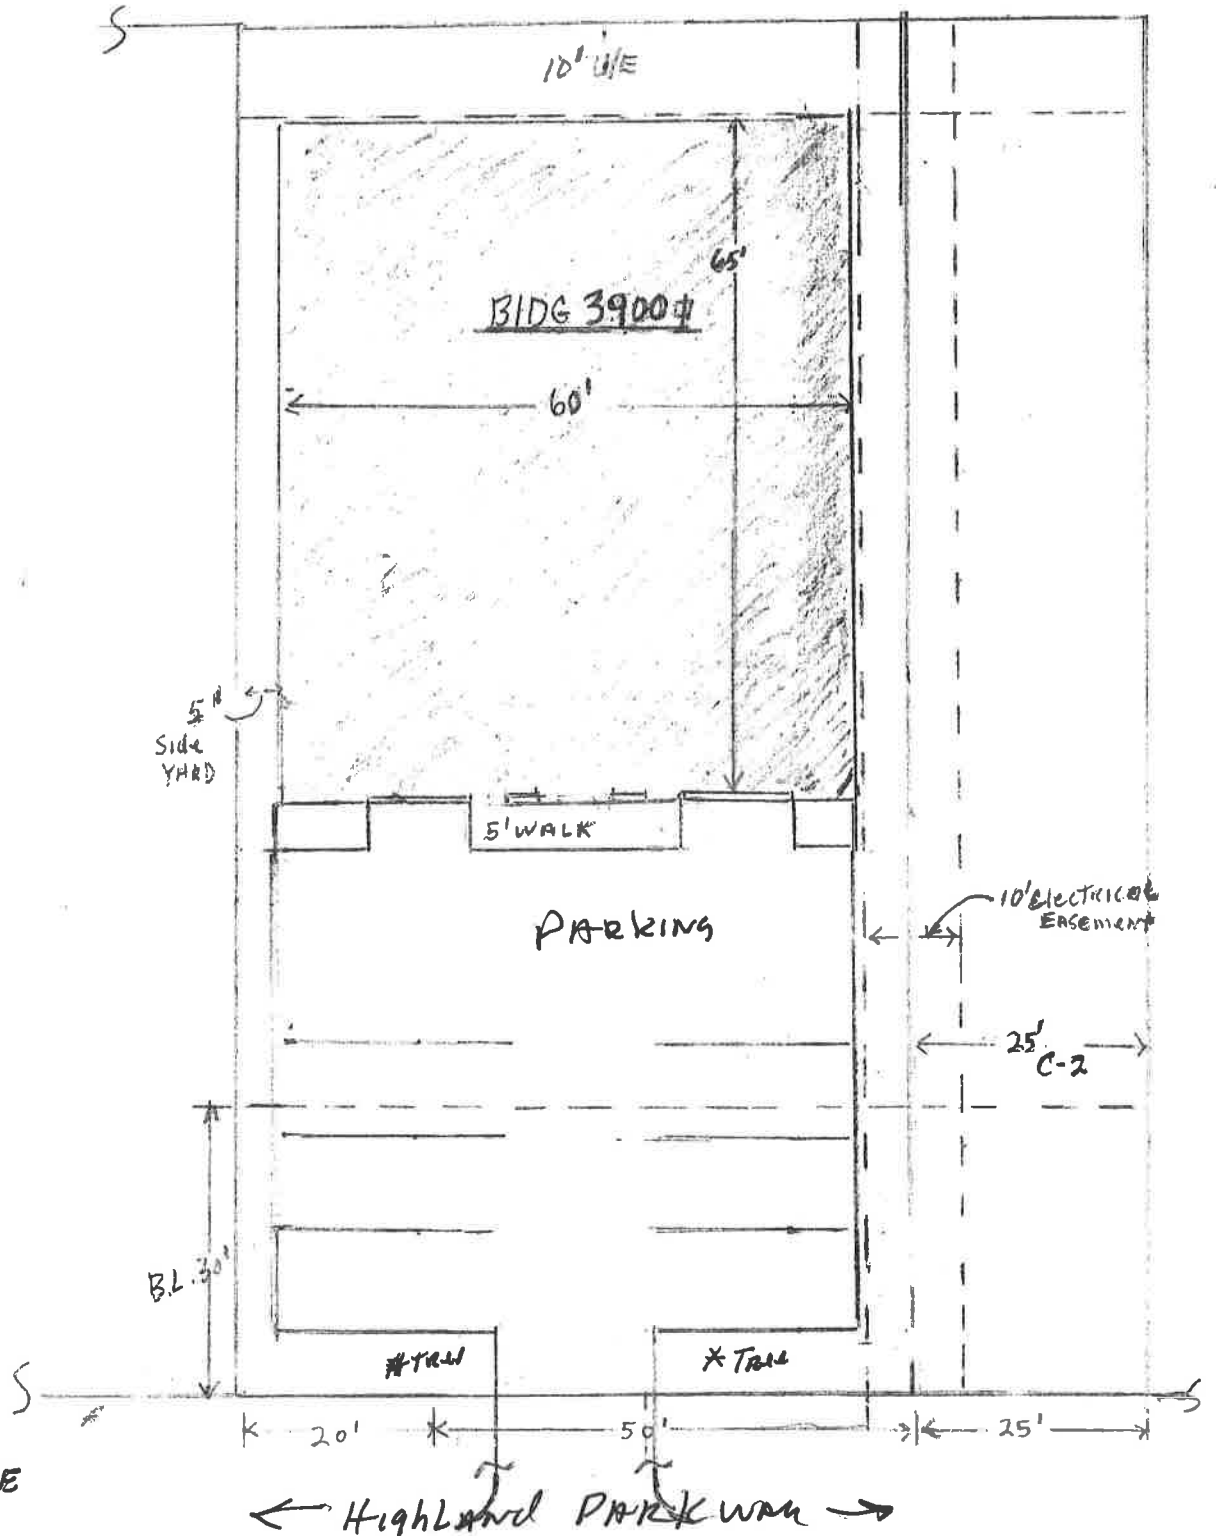 10' U/E
65'
BIDG 3900
60'
5'
Side
YARD
5' WALK
PARKING
10' Electrical
EASEment
25'
C-2
B.L. 30'
* Tree
* Tree
20'
50'
25'
E
← HighLAnd PARKWAY →